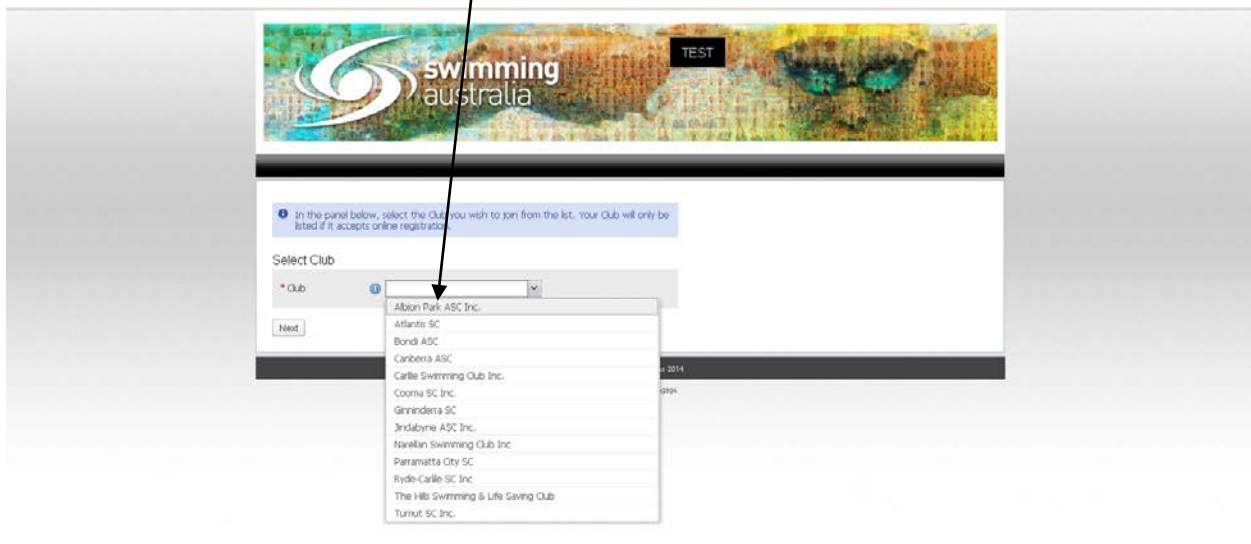 swimming
australia
TEST
In the panel below, select the Club you wish to join from the list. Your Club will only be
listed if it accepts online registration.
Select Club
* Club
Albion Park ASC Inc.
Atlantis SC
Next
Bondi ASC
Canberra ASC
2014
Carlile Swimming Club Inc.
Cooma SC Inc.
Ginninderra SC
Jindabyne ASC Inc.
Narellan Swimming Club Inc
Parramatta City SC
Ryde-Carlile SC Inc
The Hills Swimming & Life Saving Club
Tumut SC Inc.